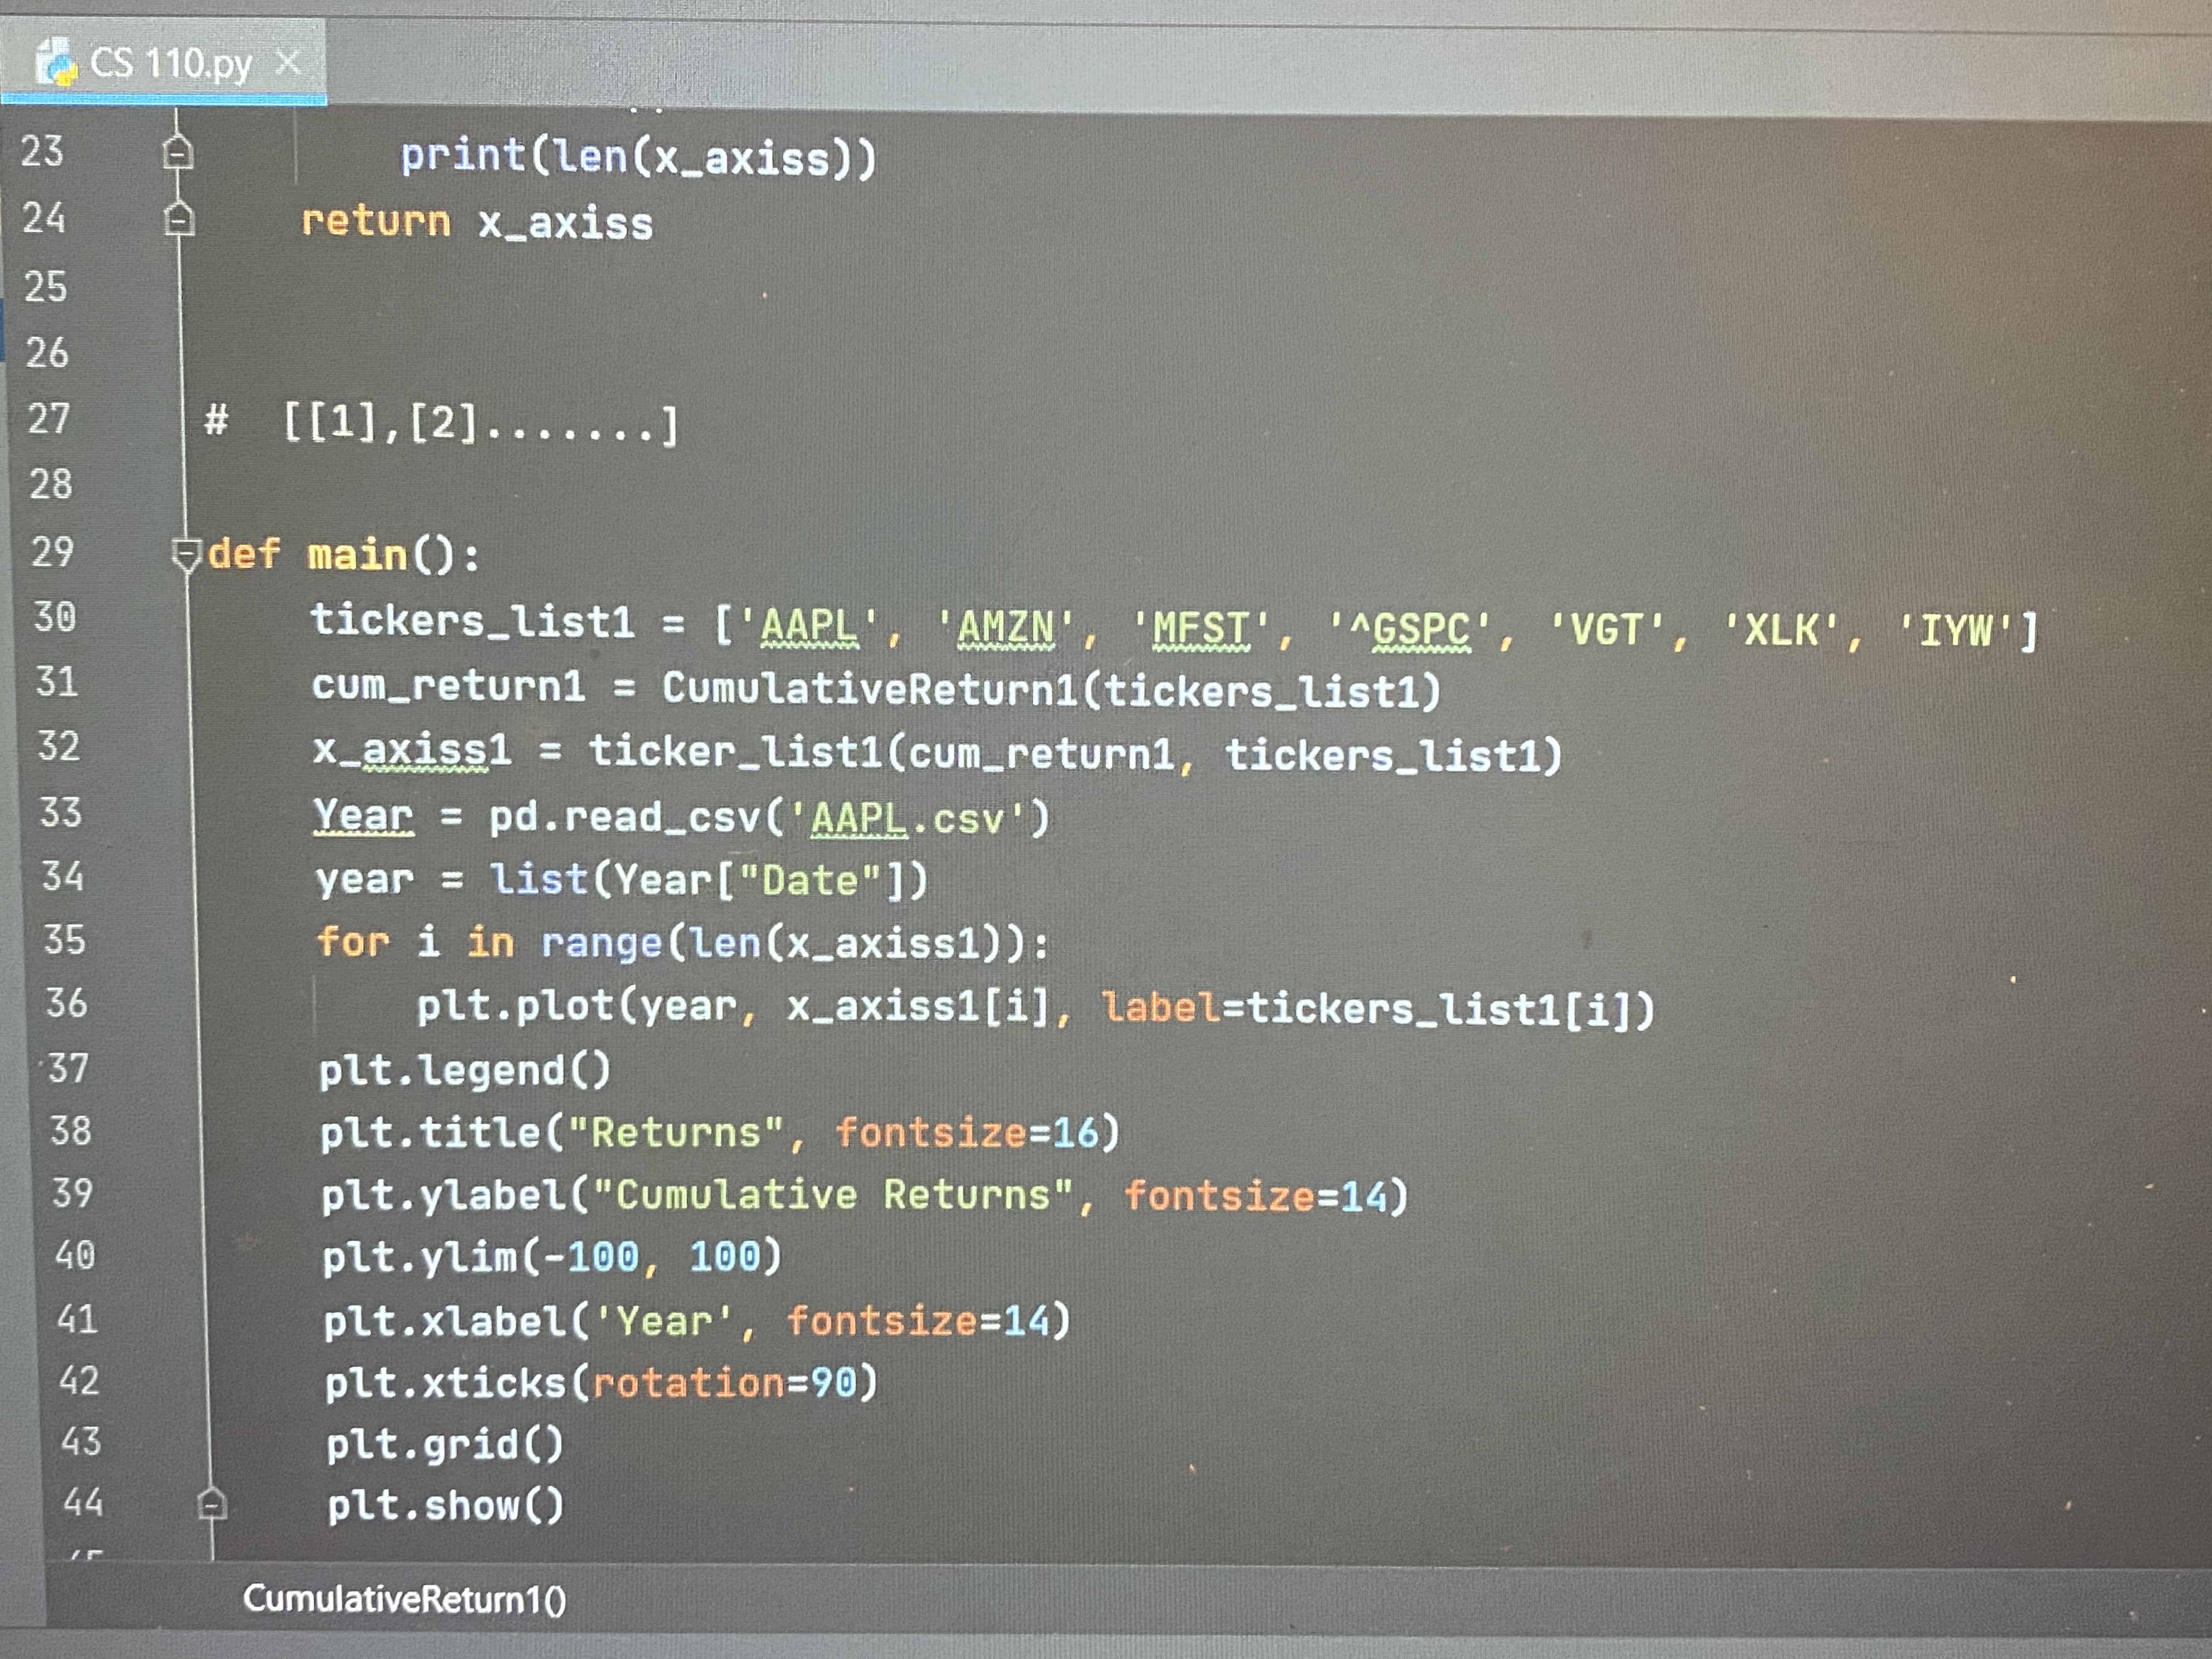 CS 110.py
23 print(len(x_axiss))
24 return x_axiss
25
26
27 # [[1],[2].......]
28
29 def main():
30 tickers_list1 = ['AAPL', 'AMZN', 'MFST', '^GSPC', 'VGT', 'XLK', 'IYW']
31 cum_return1 = CumulativeReturn1(tickers_list1)
32 x_axiss1 = ticker_list1(cum_return1, tickers_list1)
33 Year = pd.read_csv('AAPL.csv')
34 year = list(Year["Date"])
35 for i in range(len(x_axiss1)):
36 plt.plot(year, x_axiss1[i], label=tickers_list1[i])
37 plt.legend()
38 plt.title("Returns", fontsize=16)
39 plt.ylabel("Cumulative Returns", fontsize=14)
40 plt.ylim(-100, 100)
41 plt.xlabel('Year', fontsize=14)
42 plt.xticks(rotation=90)
43 plt.grid()
44 plt.show()
CumulativeReturn1()